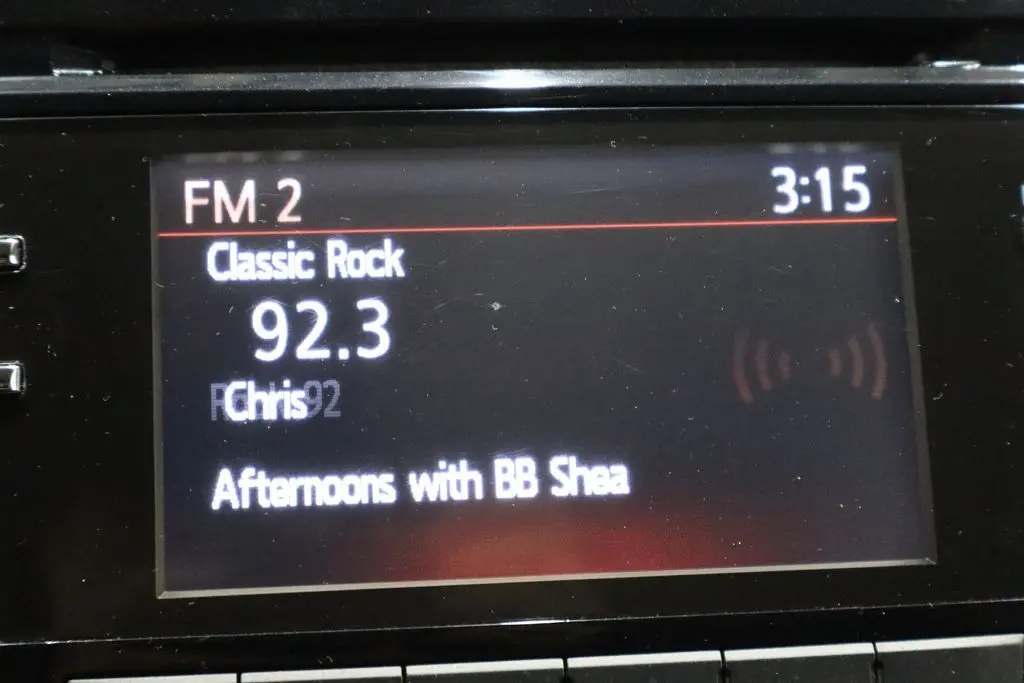 FM 2
3:15
Classic Rock
92.3
Chris
Afternoons with BB Shea